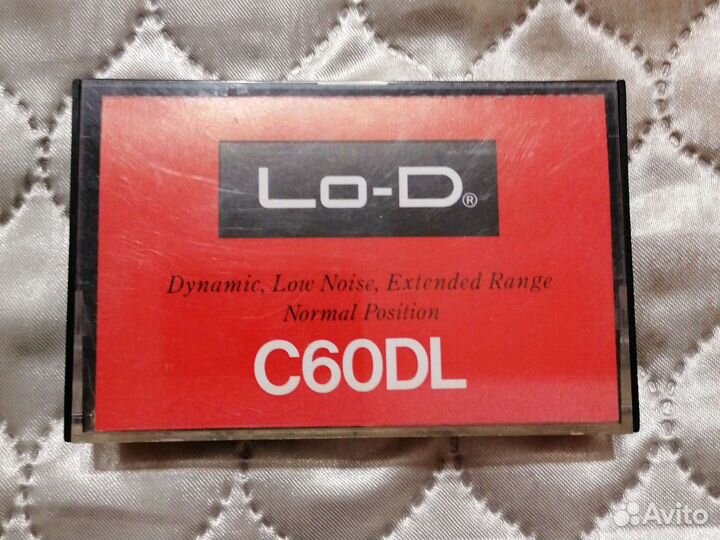 Lo-D®
Dynamic, Low Noise, Extended Range
Normal Position
C60DL
Avito